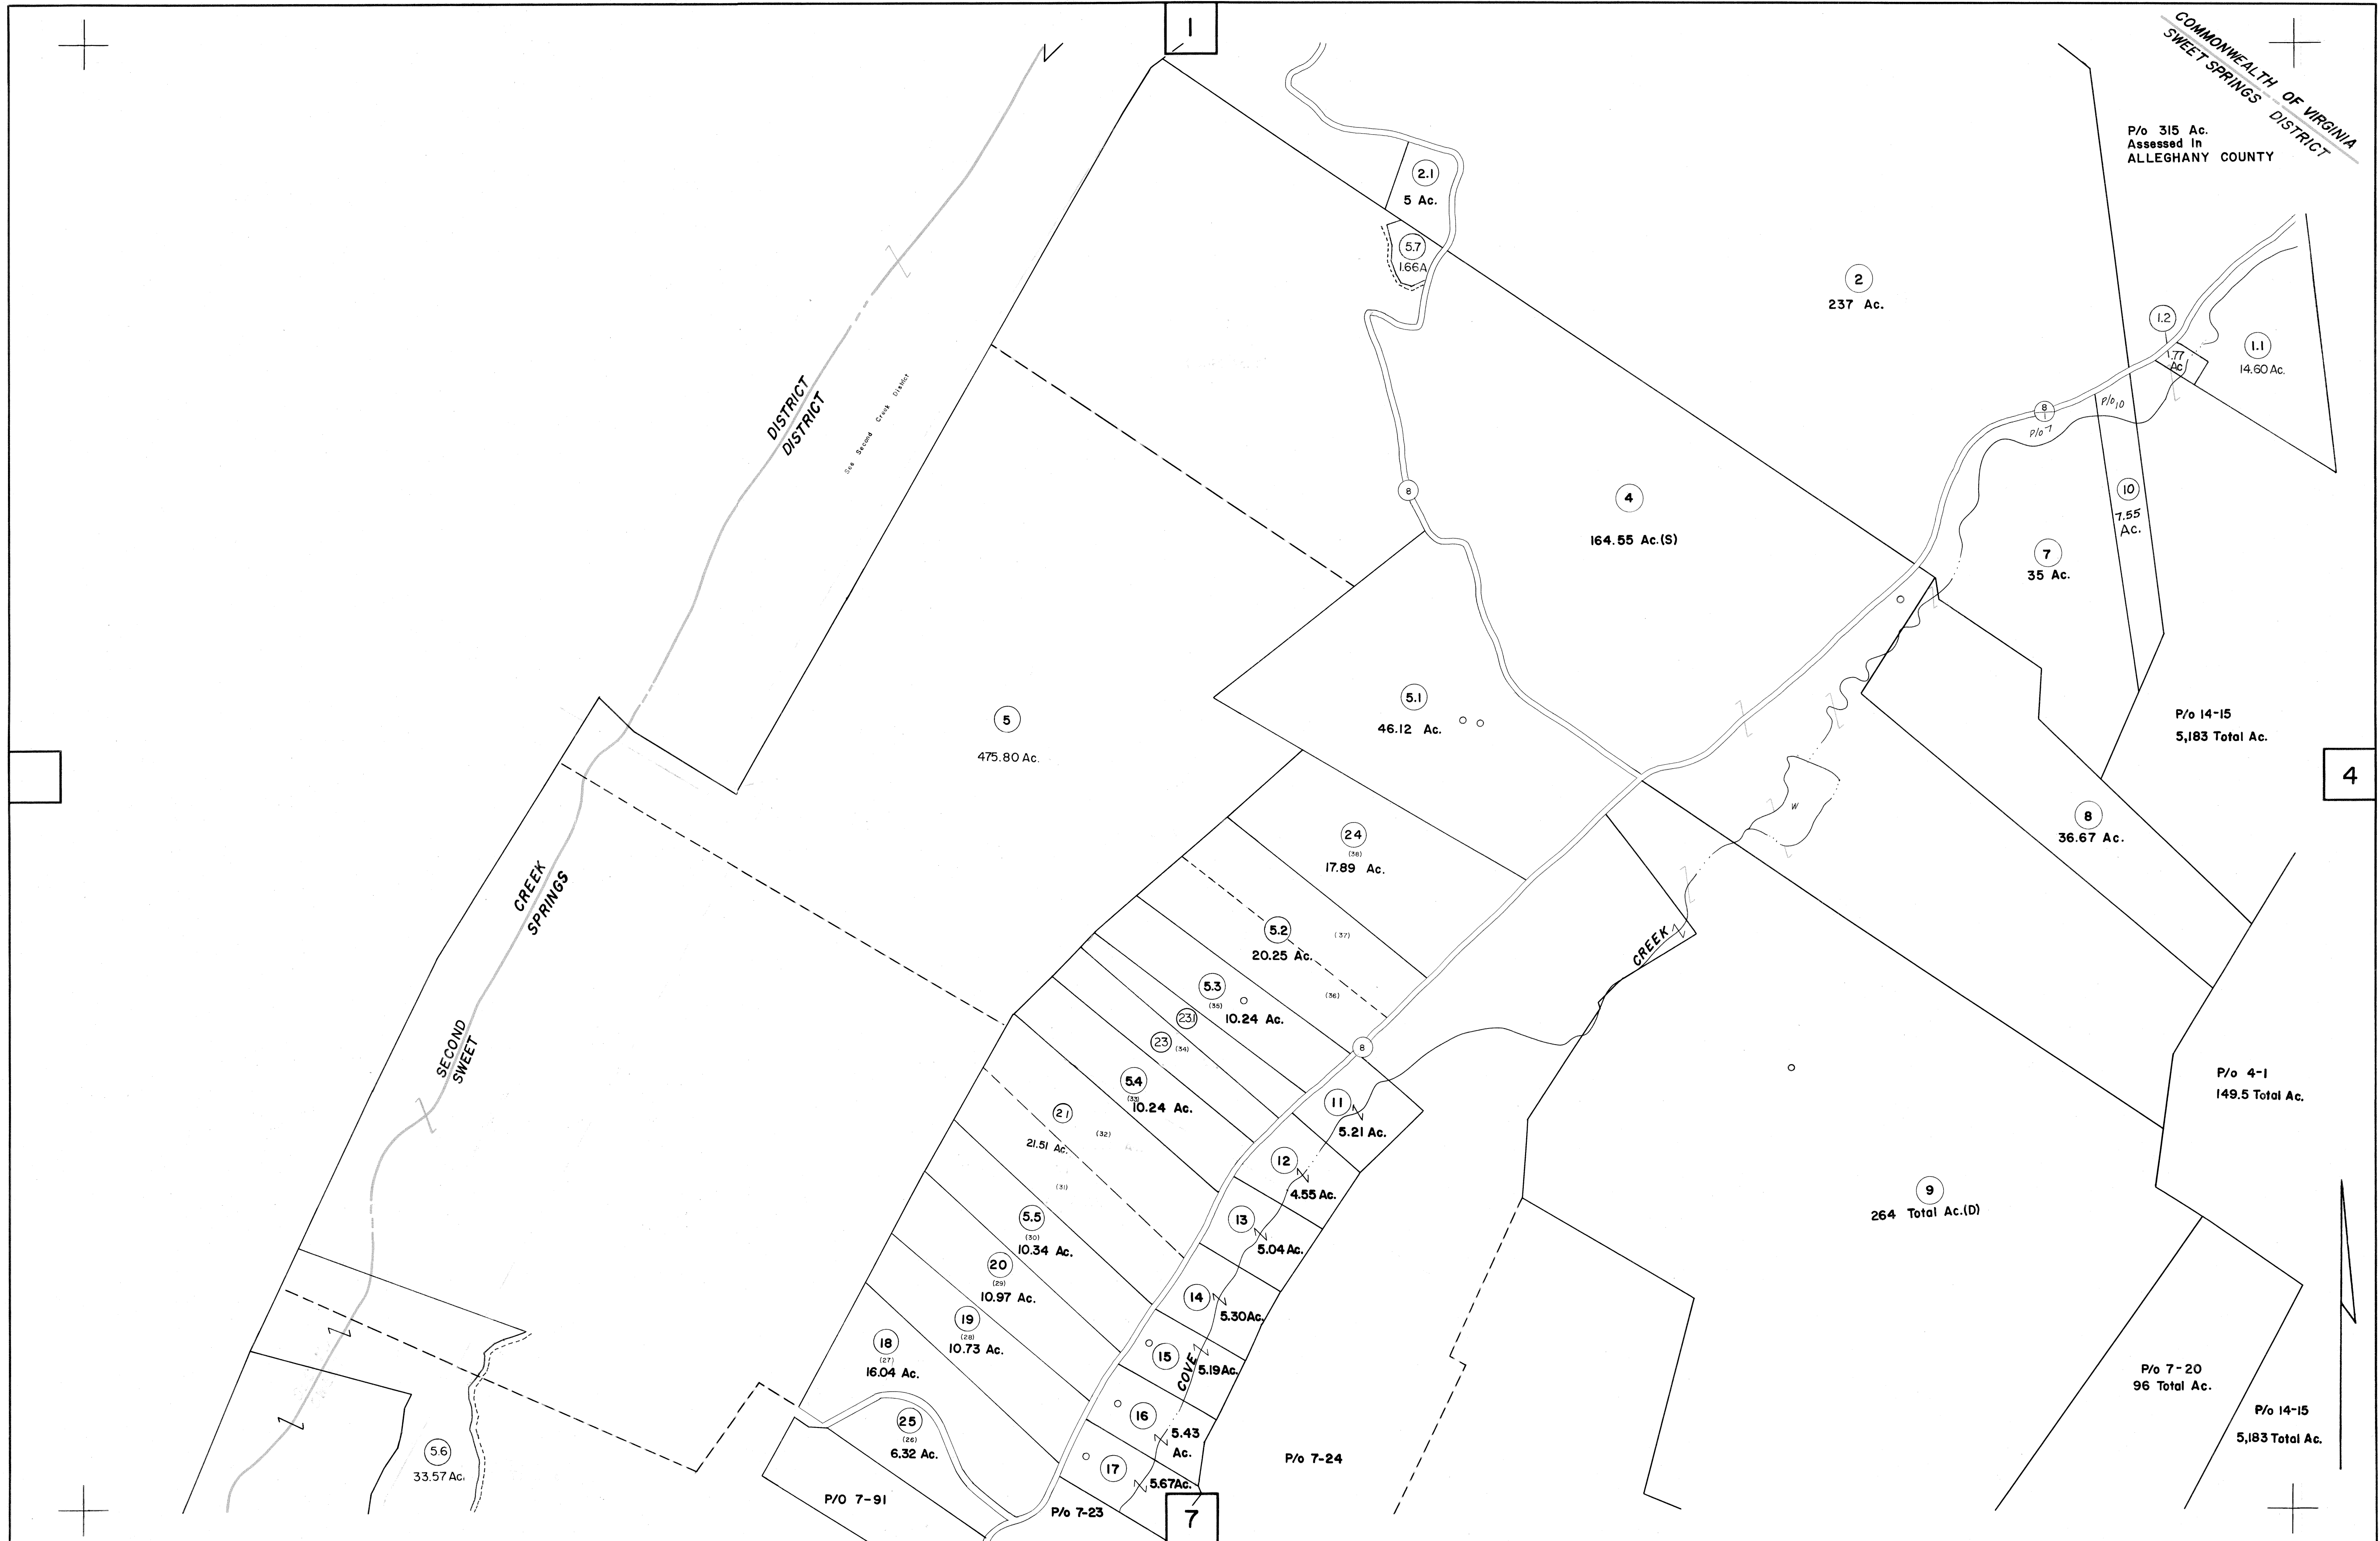 1
COMMONWEALTH OF VIRGINIA
SWEET SPRINGS DISTRICT
P/o 315 Ac.
Assessed In
ALLEGHANY COUNTY
2.1
5 Ac.
5.7
1.66A
2
237 Ac.
1.2
1.77
Ac
1.1
14.60 Ac.
DISTRICT
DISTRICT
See Second Creek District
8
1
P/o 7
P/o 10
8
4
164.55 Ac.(S)
10
7.55
Ac.
7
35 Ac.
5
475.80 Ac.
5.1
46.12 Ac.
P/o 14-15
5,183 Total Ac.
4
W
8
36.67 Ac.
24
(38)
17.89 Ac.
CREEK
SPRINGS
5.2
20.25 Ac.
(37)
(36)
CREEK
5.3
(35)
10.24 Ac.
23.1
23
(34)
8
SECOND
SWEET
5.4
(33)
10.24 Ac.
21
(32)
21.51 Ac.
(31)
11
5.21 Ac.
P/o 4-1
149.5 Total Ac.
12
4.55 Ac.
13
5.04 Ac.
9
264 Total Ac.(D)
5.5
(30)
10.34 Ac.
20
(29)
10.97 Ac.
14
5.30Ac.
19
(28)
10.73 Ac.
18
(27)
16.04 Ac.
15
5.19Ac.
COVE
P/o 7-20
96 Total Ac.
16
5.43
Ac.
25
(26)
6.32 Ac.
P/o 14-15
5,183 Total Ac.
5.6
33.57 Ac.
17
5.67Ac.
P/o 7-24
P/O 7-91
P/o 7-23
7